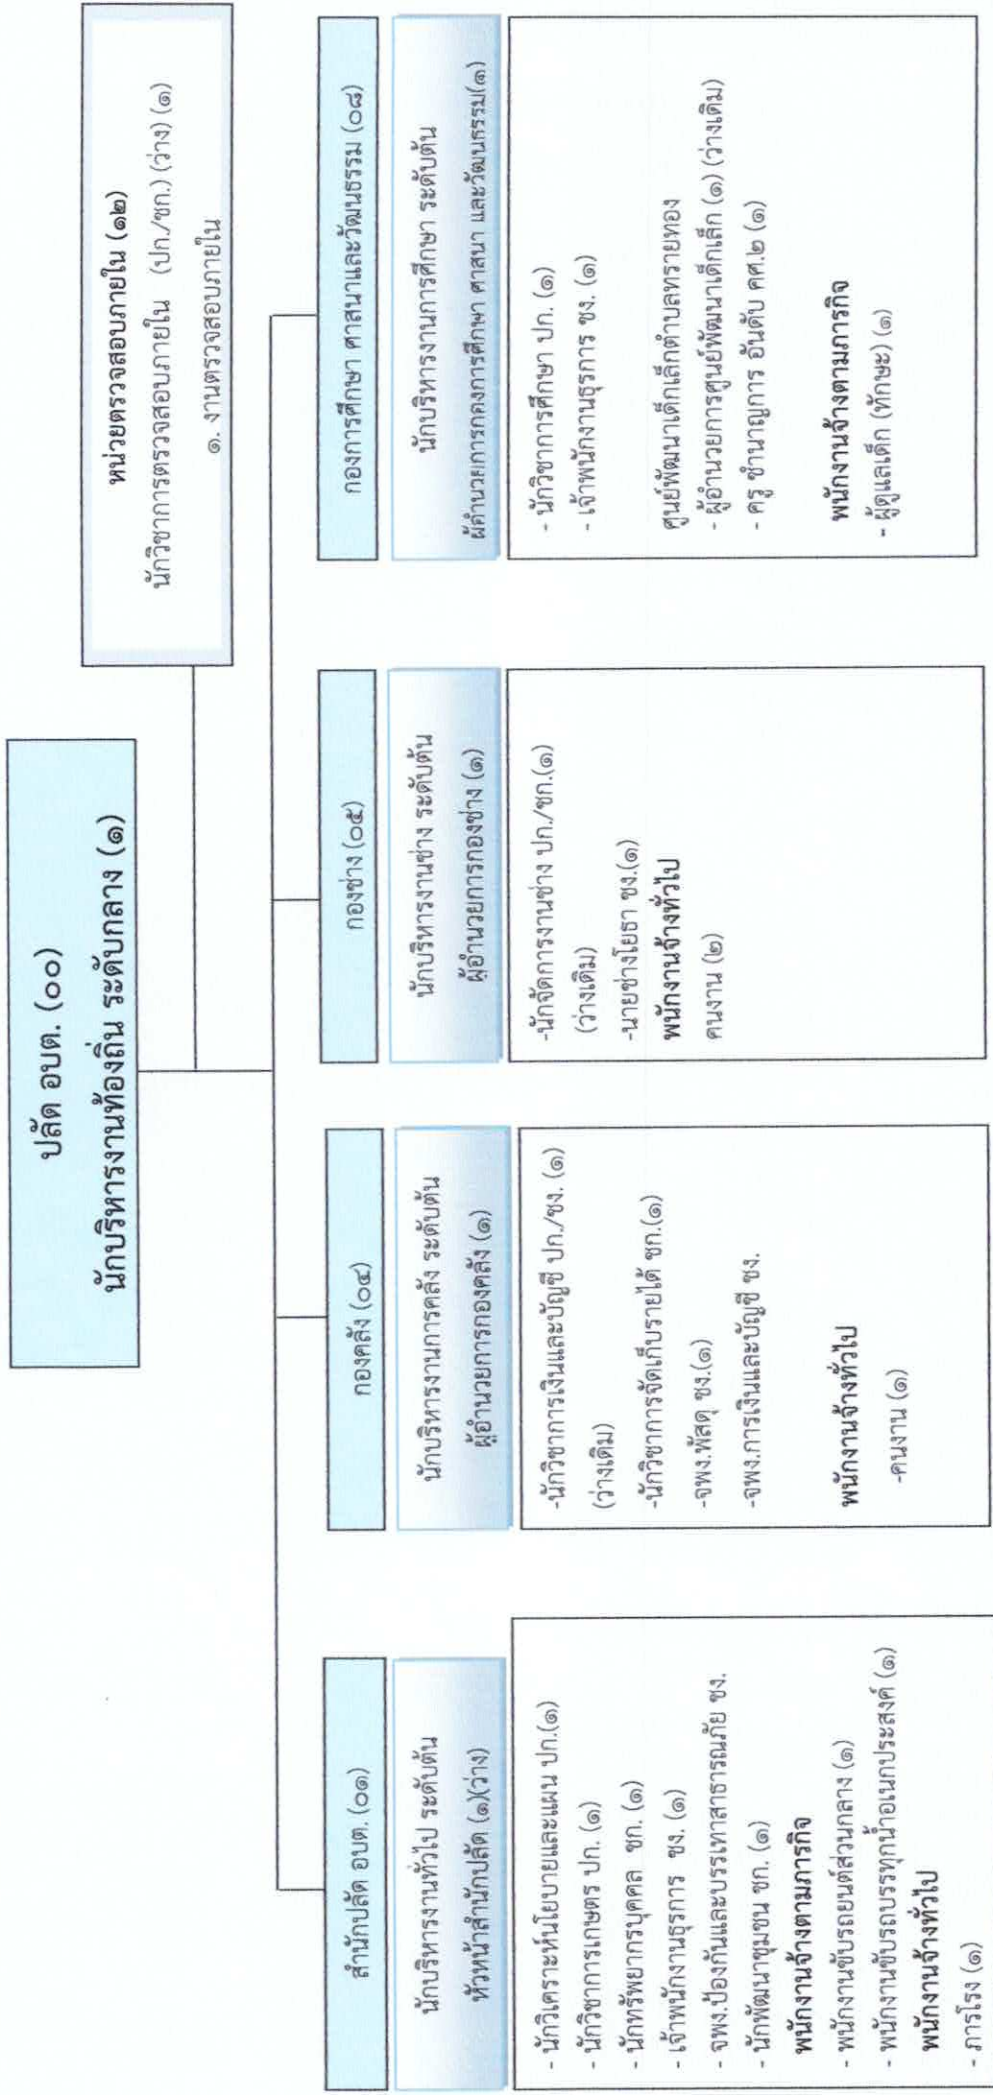 ปลัด อบต. (๐๐)
นักบริหารงานท้องถิ่น ระดับกลาง (๑)
หน่วยตรวจสอบภายใน (๑๒)
นักวิชาการตรวจสอบภายใน (ปก./ชก.) (ว่าง) (๑)
๑. งานตรวจสอบภายใน
สำนักปลัด อบต. (๐๑)
นักบริหารงานทั่วไป ระดับต้น
หัวหน้าสำนักปลัด (๑)(ว่าง)
- นักวิเคราะห์นโยบายและแผน ปก.(๑)
- นักวิชาการเกษตร ปก. (๑)
- นักทรัพยากรบุคคล ชก. (๑)
- เจ้าพนักงานธุรการ ชง. (๑)
- จพง.ป้องกันและบรรเทาสาธารณภัย ชง.
- นักพัฒนาชุมชน ชก. (๑)
พนักงานจ้างตามภารกิจ
- พนักงานขับรถยนต์ส่วนกลาง (๑)
- พนักงานขับรถบรรทุกน้ำอเนกประสงค์ (๑)
พนักงานจ้างทั่วไป
- ภารโรง (๑)
กองคลัง (๐๔)
นักบริหารงานการคลัง ระดับต้น
ผู้อำนวยการกองคลัง (๑)
-นักวิชาการเงินและบัญชี ปก./ชง. (๑)
(ว่างเดิม)
-นักวิชาการจัดเก็บรายได้ ชก.(๑)
-จพง.พัสดุ ชง.(๑)
-จพง.การเงินและบัญชี ชง.
พนักงานจ้างทั่วไป
-คนงาน (๑)
กองช่าง (๐๕)
นักบริหารงานช่าง ระดับต้น
ผู้อำนวยการกองช่าง (๑)
-นักจัดการงานช่าง ปก./ชก.(๑)
(ว่างเดิม)
-นายช่างโยธา ชง.(๑)
พนักงานจ้างทั่วไป
คนงาน (๒)
กองการศึกษา ศาสนาและวัฒนธรรม (๐๘)
นักบริหารงานการศึกษา ระดับต้น
ผู้อำนวยการกองการศึกษา ศาสนา และวัฒนธรรม(๑)
- นักวิชาการศึกษา ปก. (๑)
- เจ้าพนักงานธุรการ ชง. (๑)
ศูนย์พัฒนาเด็กเล็กตำบลทรายทอง
- ผู้อำนวยการศูนย์พัฒนาเด็กเล็ก (๑) (ว่างเดิม)
- ครู ชำนาญการ อันดับ คศ.๒ (๑)
พนักงานจ้างตามภารกิจ
- ผู้ดูแลเด็ก (ทักษะ) (๑)